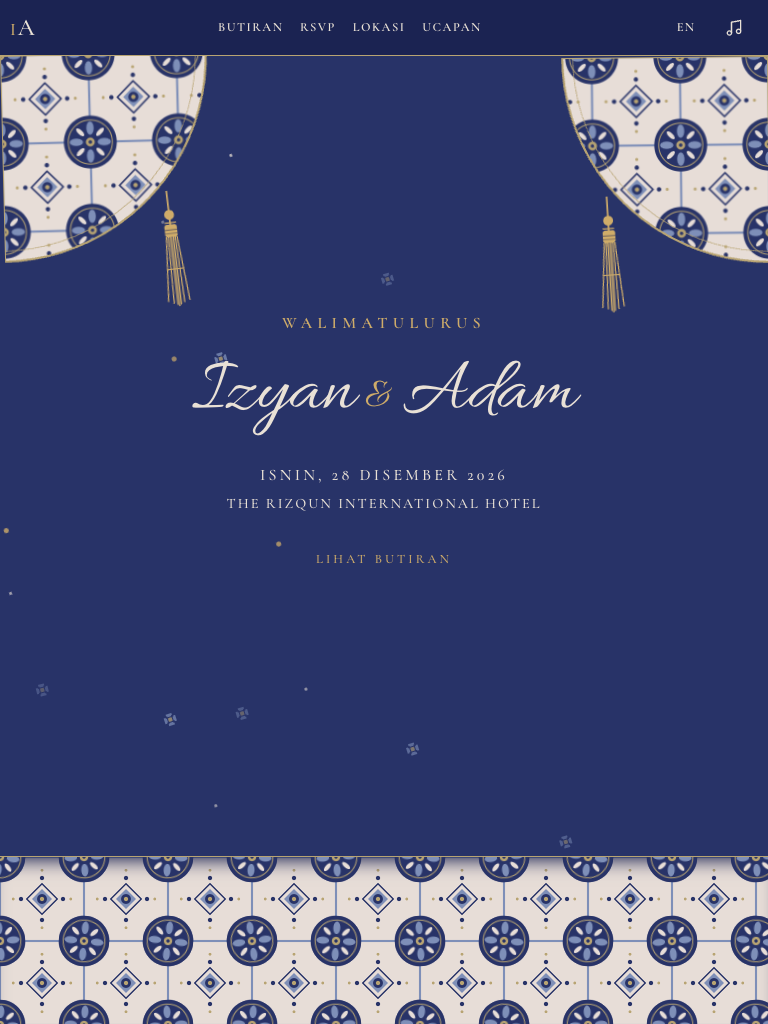 IA
BUTIRAN RSVP LOKASI UCAPAN
EN
WALIMATULURUS
Izyan & Adam
ISNIN, 28 DISEMBER 2026
THE RIZQUN INTERNATIONAL HOTEL
LIHAT BUTIRAN